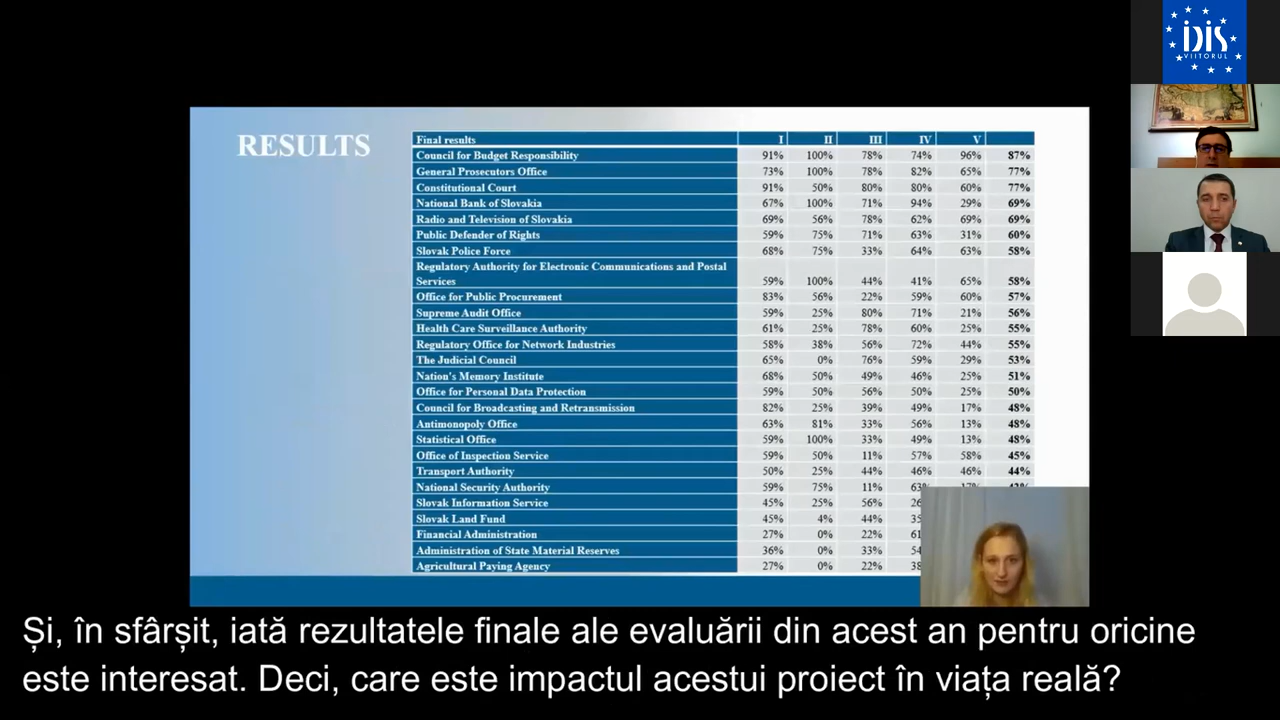 iDiS
VIITORUL
RESULTS
Final results I II III IV V
Council for Budget Responsibility 91% 100% 78% 74% 96% 87%
General Prosecutors Office 73% 100% 78% 82% 65% 77%
Constitutional Court 91% 50% 80% 80% 60% 77%
National Bank of Slovakia 67% 100% 71% 94% 29% 69%
Radio and Television of Slovakia 69% 56% 78% 62% 69% 69%
Public Defender of Rights 59% 75% 71% 63% 31% 60%
Slovak Police Force 68% 75% 33% 64% 63% 58%
Regulatory Authority for Electronic Communications and Postal
Services 59% 100% 44% 41% 65% 58%
Office for Public Procurement 83% 56% 22% 59% 60% 57%
Supreme Audit Office 59% 25% 80% 71% 21% 56%
Health Care Surveillance Authority 61% 25% 78% 60% 25% 55%
Regulatory Office for Network Industries 58% 38% 56% 72% 44% 55%
The Judicial Council 65% 0% 76% 59% 29% 53%
Nation's Memory Institute 68% 50% 49% 46% 25% 51%
Office for Personal Data Protection 59% 50% 56% 50% 25% 50%
Council for Broadcasting and Retransmission 82% 25% 39% 49% 17% 48%
Antimonopoly Office 63% 81% 33% 56% 13% 48%
Statistical Office 59% 100% 33% 49% 13% 48%
Office of Inspection Service 59% 50% 11% 57% 58% 45%
Transport Authority 50% 25% 44% 46% 46% 44%
National Security Authority 59% 75% 11% 63
Slovak Information Service 45% 25% 56% 26
Slovak Land Fund 45% 4% 44% 35
Financial Administration 27% 0% 22% 61
Administration of State Material Reserves 36% 0% 33% 54
Agricultural Paying Agency 27% 0% 22% 38
Și, în sfârșit, iată rezultatele finale ale evaluării din acest an pentru oricine
este interesat. Deci, care este impactul acestui proiect în viața reală?